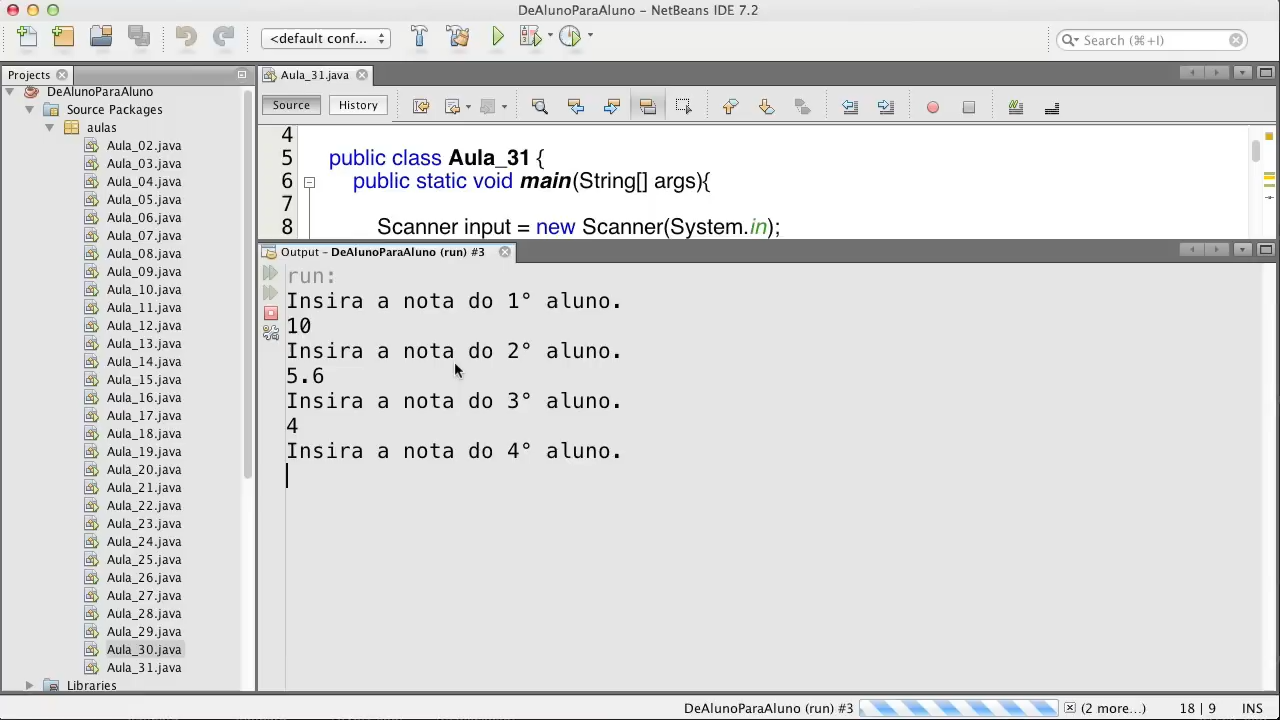 DeAlunoParaAluno - NetBeans IDE 7.2
<default conf...
Search (⌘+I)
Projects
Aula_31.java
DeAlunoParaAluno
Source Packages
aulas
Aula_02.java
Aula_03.java
Aula_04.java
Aula_05.java
Aula_06.java
Aula_07.java
Aula_08.java
Aula_09.java
Aula_10.java
Aula_11.java
Aula_12.java
Aula_13.java
Aula_14.java
Aula_15.java
Aula_16.java
Aula_17.java
Aula_18.java
Aula_19.java
Aula_20.java
Aula_21.java
Aula_22.java
Aula_23.java
Aula_24.java
Aula_25.java
Aula_26.java
Aula_27.java
Aula_28.java
Aula_29.java
Aula_30.java
Aula_31.java
Libraries
Source History
4
5 public class Aula_31 {
6 public static void main(String[] args){
7
8 Scanner input = new Scanner(System.in);
Output - DeAlunoParaAluno (run) #3
run:
Insira a nota do 1° aluno.
10
Insira a nota do 2° aluno.
5.6
Insira a nota do 3° aluno.
4
Insira a nota do 4° aluno.
DeAlunoParaAluno (run) #3 (2 more...) 18 | 9 INS